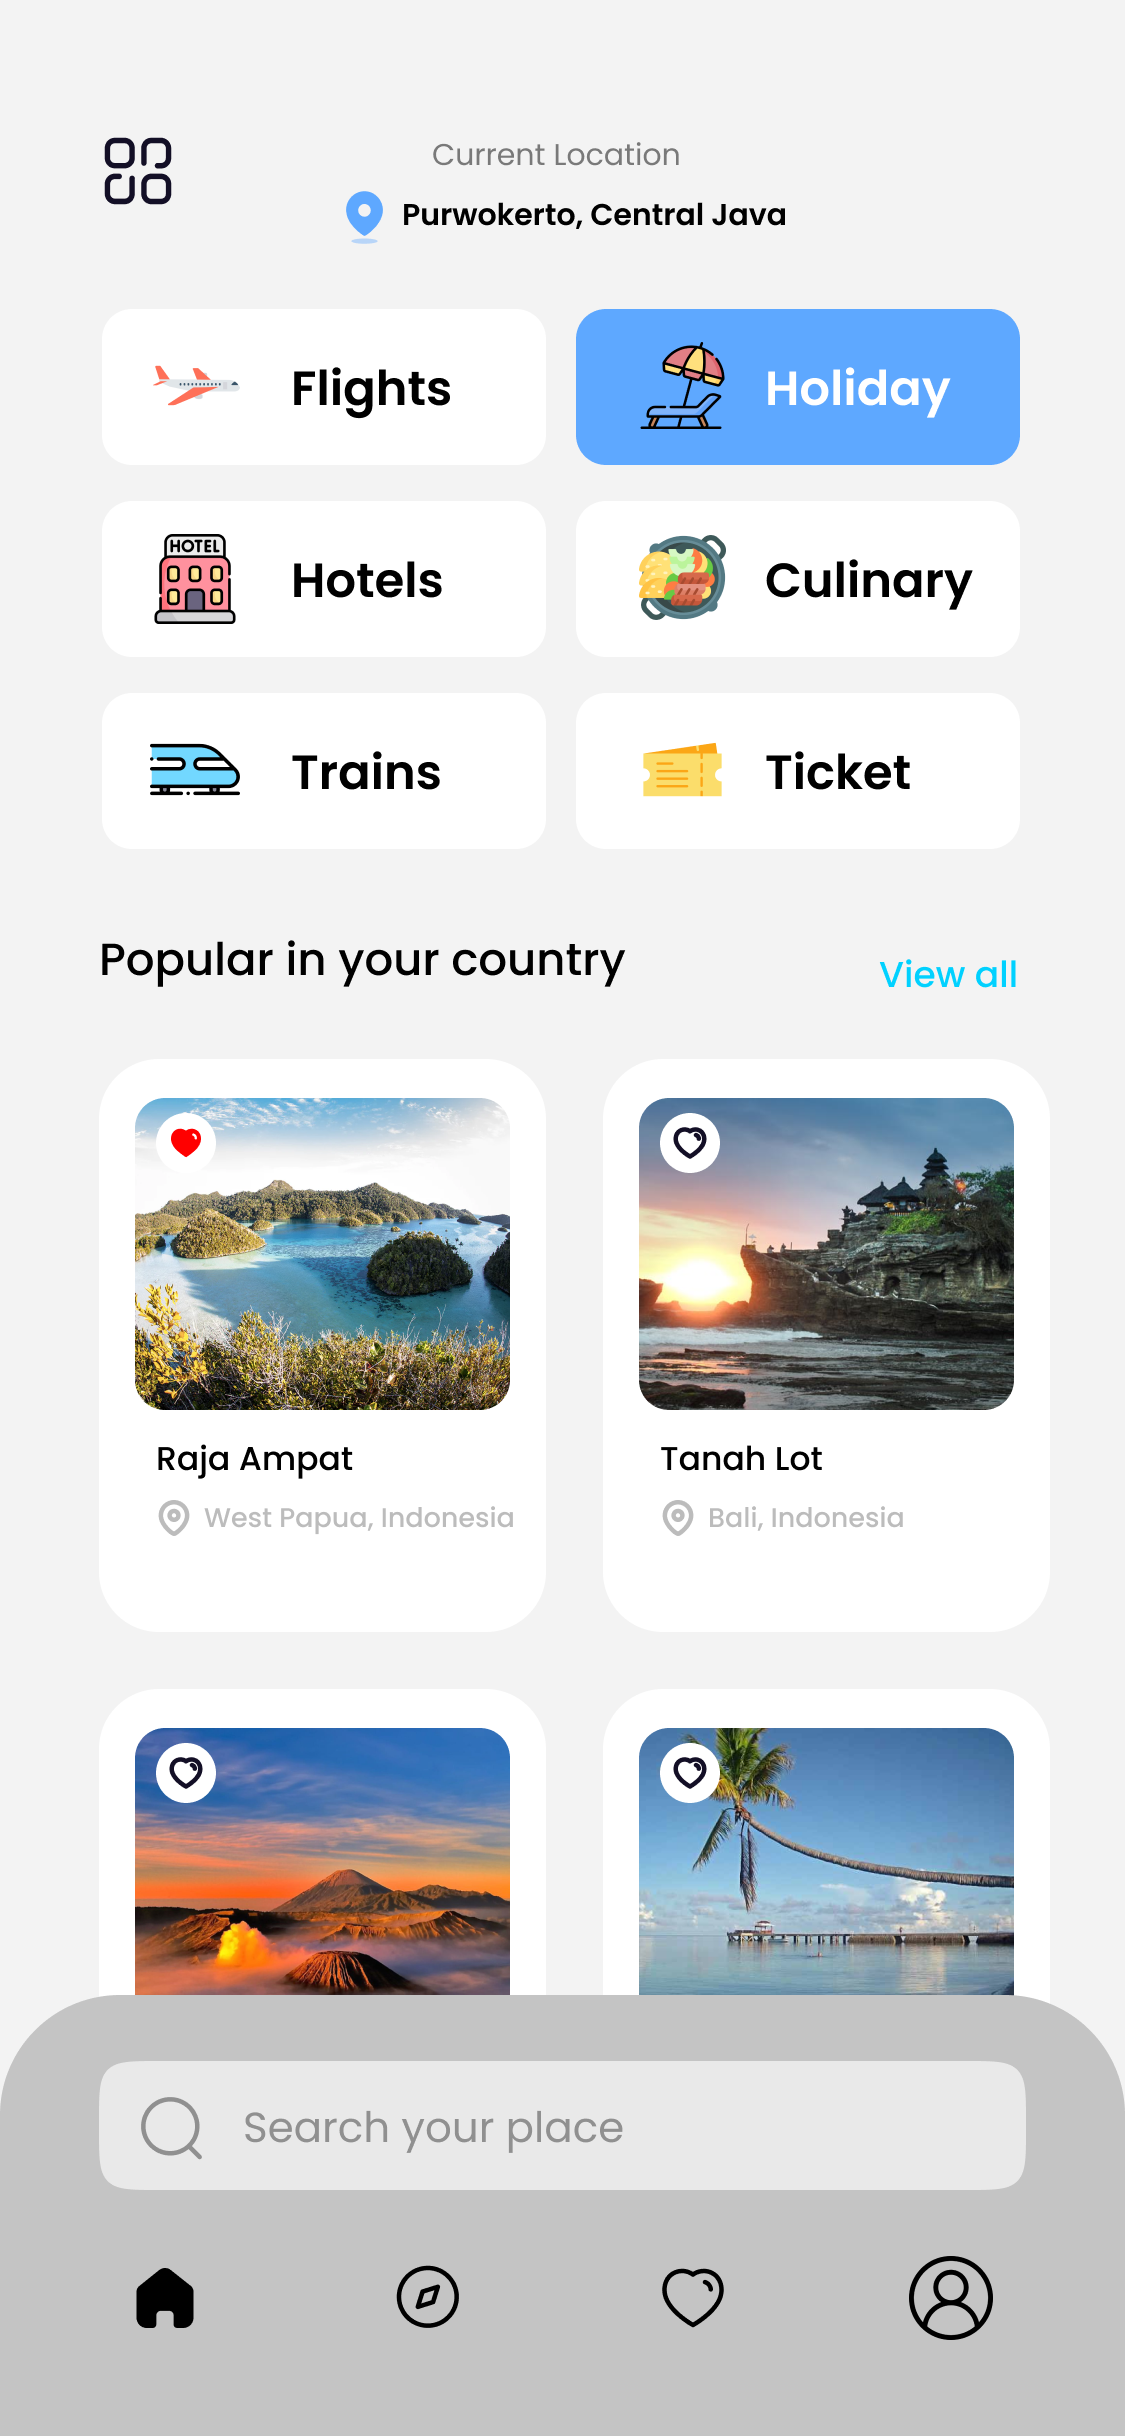 Current Location
Purwokerto, Central Java
Flights
Holiday
HOTEL
Hotels
Culinary
Trains
Ticket
Popular in your country
View all
Raja Ampat
West Papua, Indonesia
Tanah Lot
Bali, Indonesia
Search your place